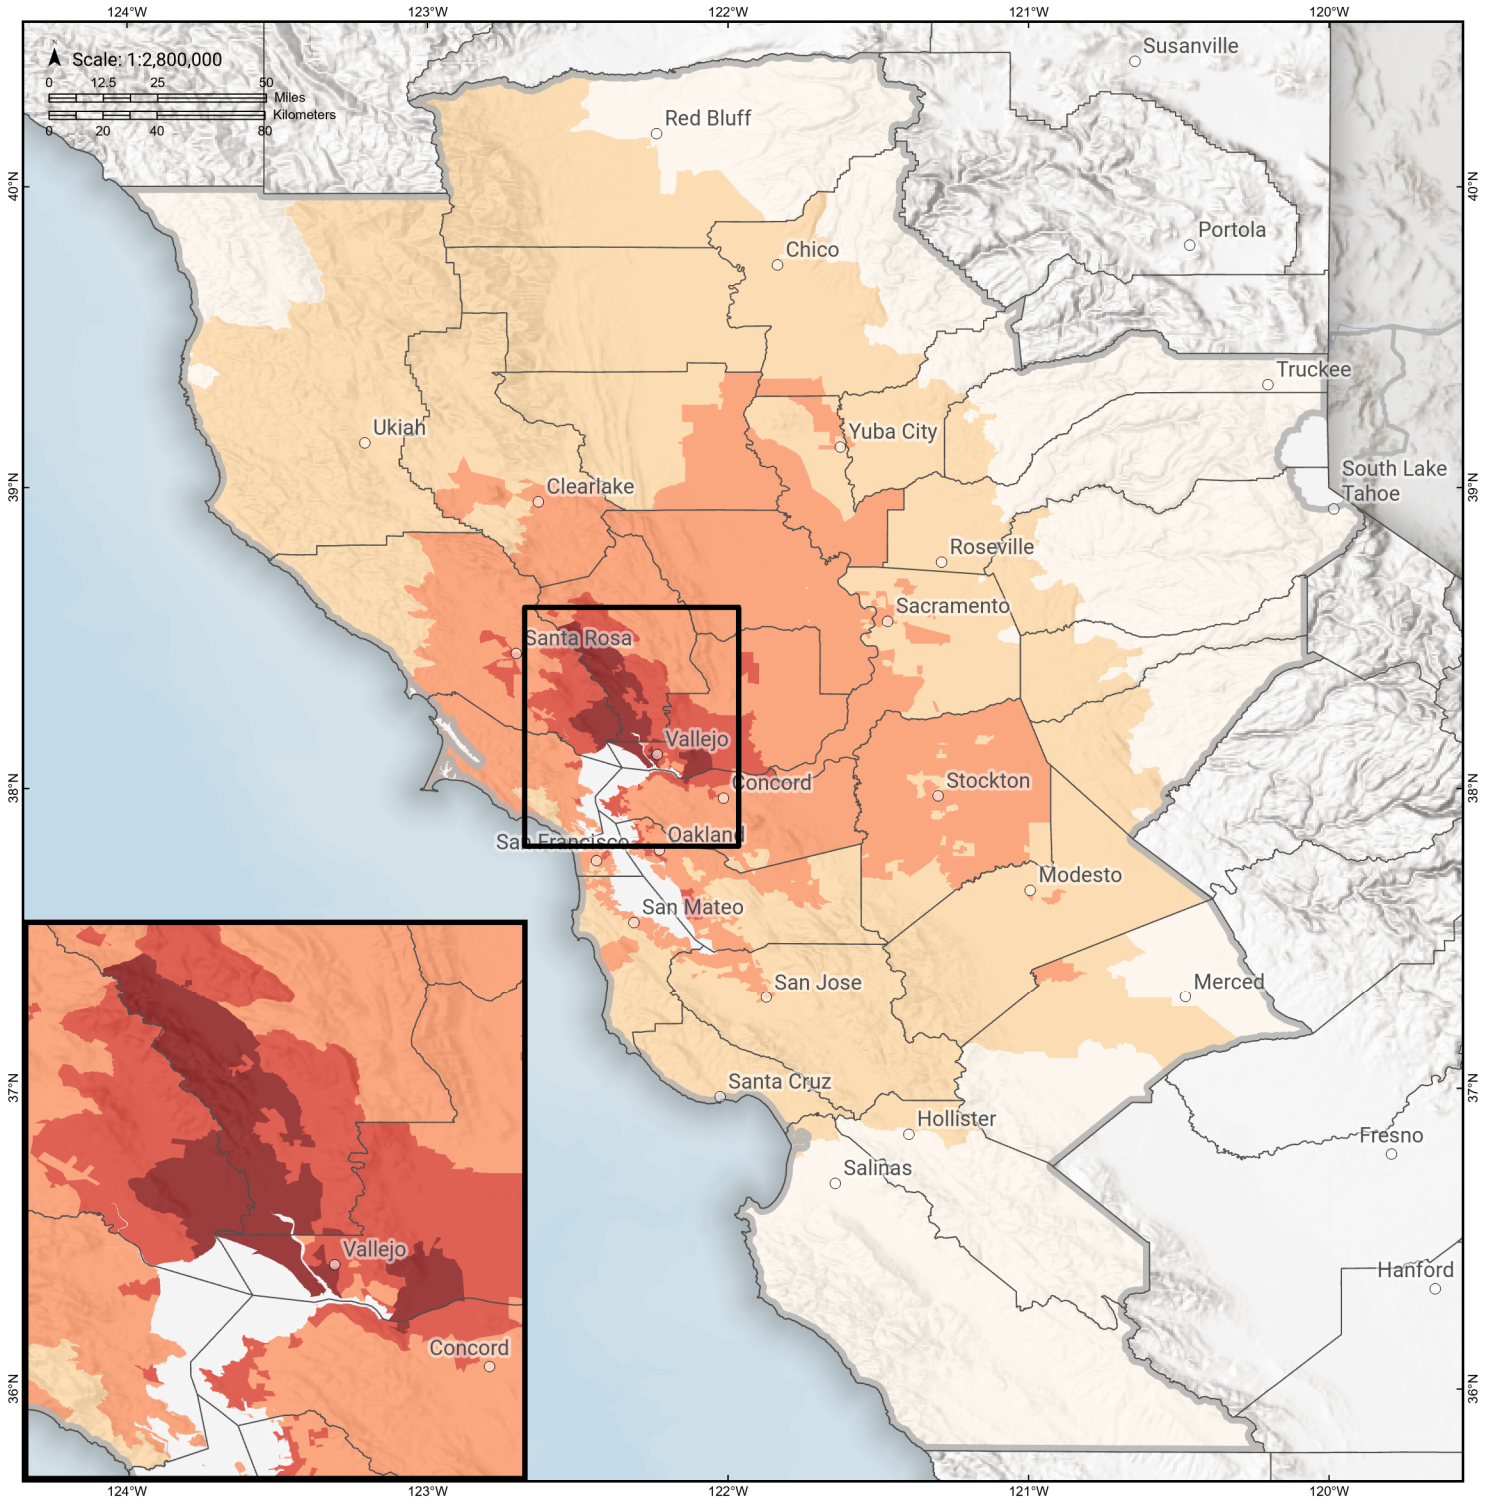 124°W 123°W 122°W 121°W 120°W
N
Scale: 1:2,800,000
0 12.5 25 50
Miles
Kilometers
0 20 40 80
Susanville
Red Bluff
40°N 40°N
Portola
Chico
Truckee
Ukiah
Yuba City
South Lake
Tahoe
39°N 39°N
Clearlake
Roseville
Sacramento
Santa Rosa
Vallejo
38°N 38°N
Concord
Stockton
San Francisco
Oakland
Modesto
San Mateo
San Jose
Merced
37°N 37°N
Santa Cruz
Hollister
Fresno
Salinas
Vallejo
Hanford
Concord
36°N 36°N
124°W 123°W 122°W 121°W 120°W